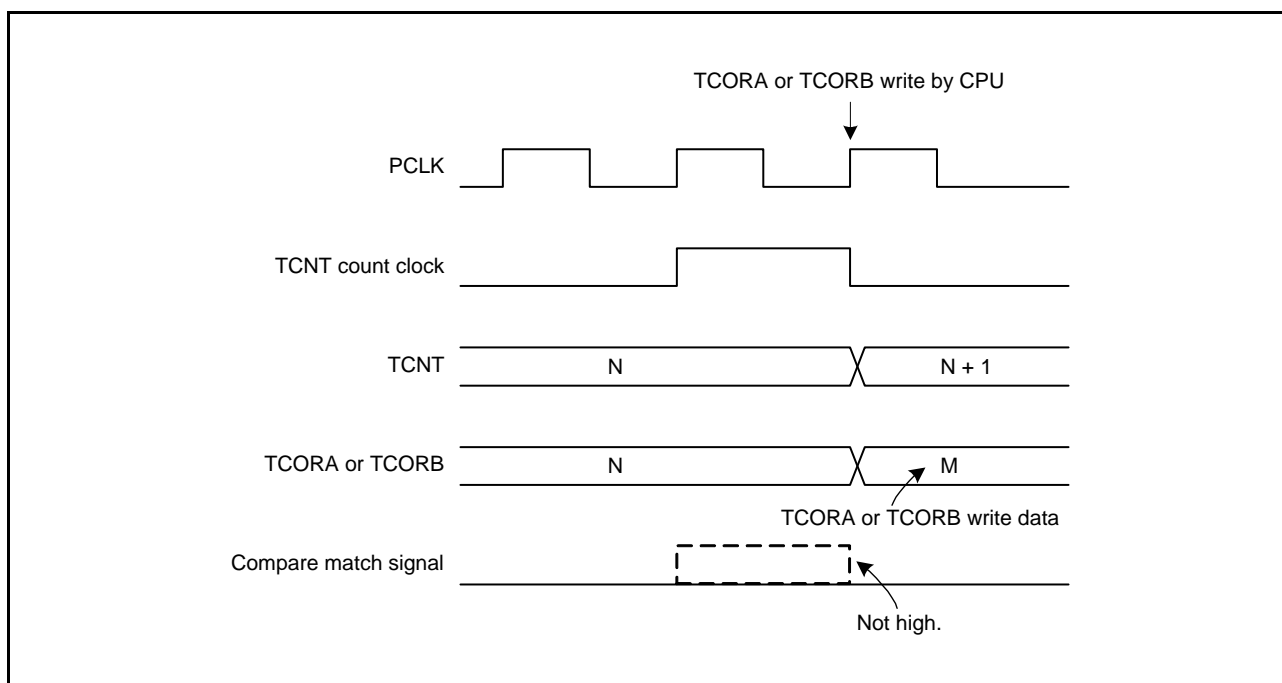 TCORA or TCORB write by CPU
PCLK
TCNT count clock
TCNT
N
N + 1
TCORA or TCORB
N
M
TCORA or TCORB write data
Compare match signal
Not high.